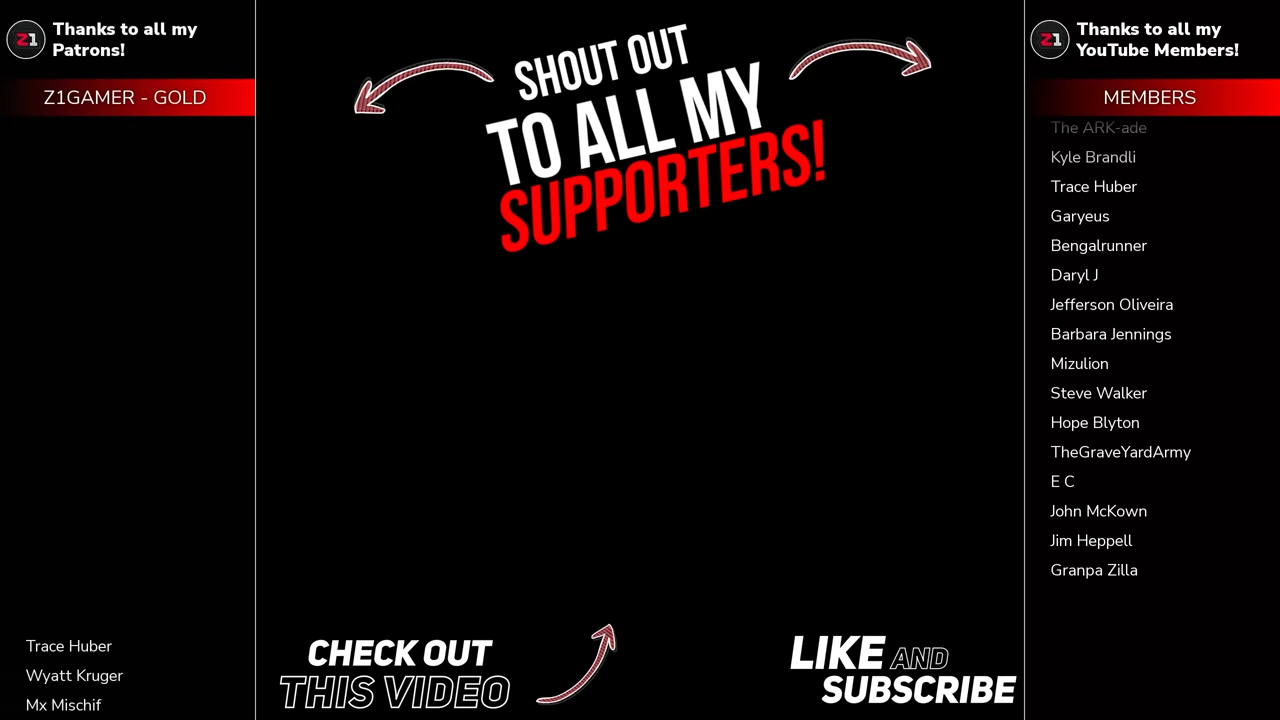 Z1
Thanks to all my
Patrons!
Z1GAMER - GOLD
Trace Huber
Wyatt Kruger
Mx Mischif
SHOUT OUT
TO ALL MY
SUPPORTERS!
CHECK OUT
THIS VIDEO
LIKE AND
SUBSCRIBE
Z1
Thanks to all my
YouTube Members!
MEMBERS
The ARK-ade
Kyle Brandli
Trace Huber
Garyeus
Bengalrunner
Daryl J
Jefferson Oliveira
Barbara Jennings
Mizulion
Steve Walker
Hope Blyton
TheGraveYardArmy
E C
John McKown
Jim Heppell
Granpa Zilla